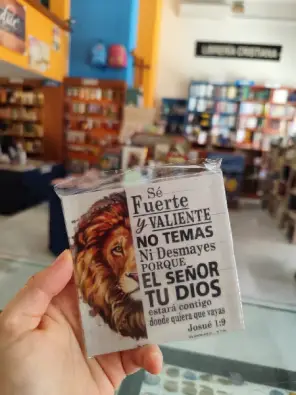 LIBRERÍA CRISTIANA
Sé
Fuerte
y VALIENTE
NO TEMAS
Ni Desmayes
PORQUE
EL SEÑOR
TU DIOS
estará contigo
donde quiera que vayas
Josué 1:9